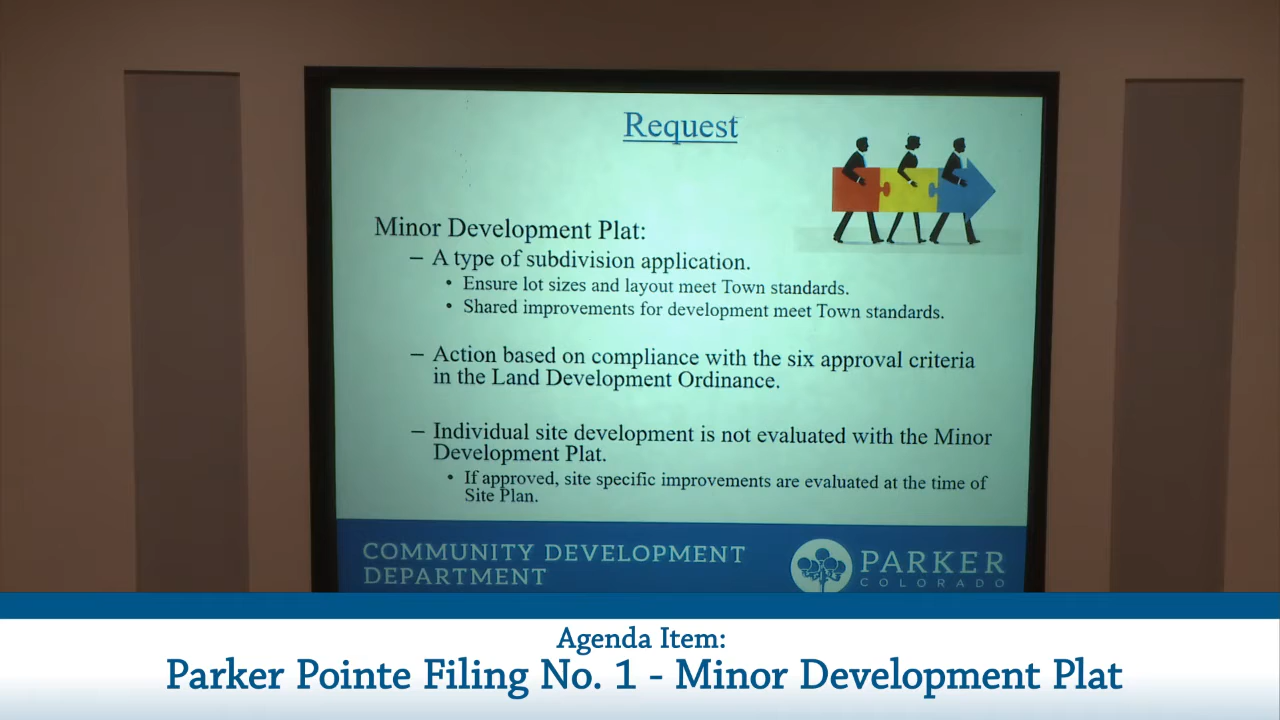 Request
Minor Development Plat:
– A type of subdivision application.
• Ensure lot sizes and layout meet Town standards.
• Shared improvements for development meet Town standards.
– Action based on compliance with the six approval criteria
in the Land Development Ordinance.
– Individual site development is not evaluated with the Minor
Development Plat.
• If approved, site specific improvements are evaluated at the time of
Site Plan.
COMMUNITY DEVELOPMENT
DEPARTMENT
PARKER
COLORADO
Agenda Item:
Parker Pointe Filing No. 1 - Minor Development Plat